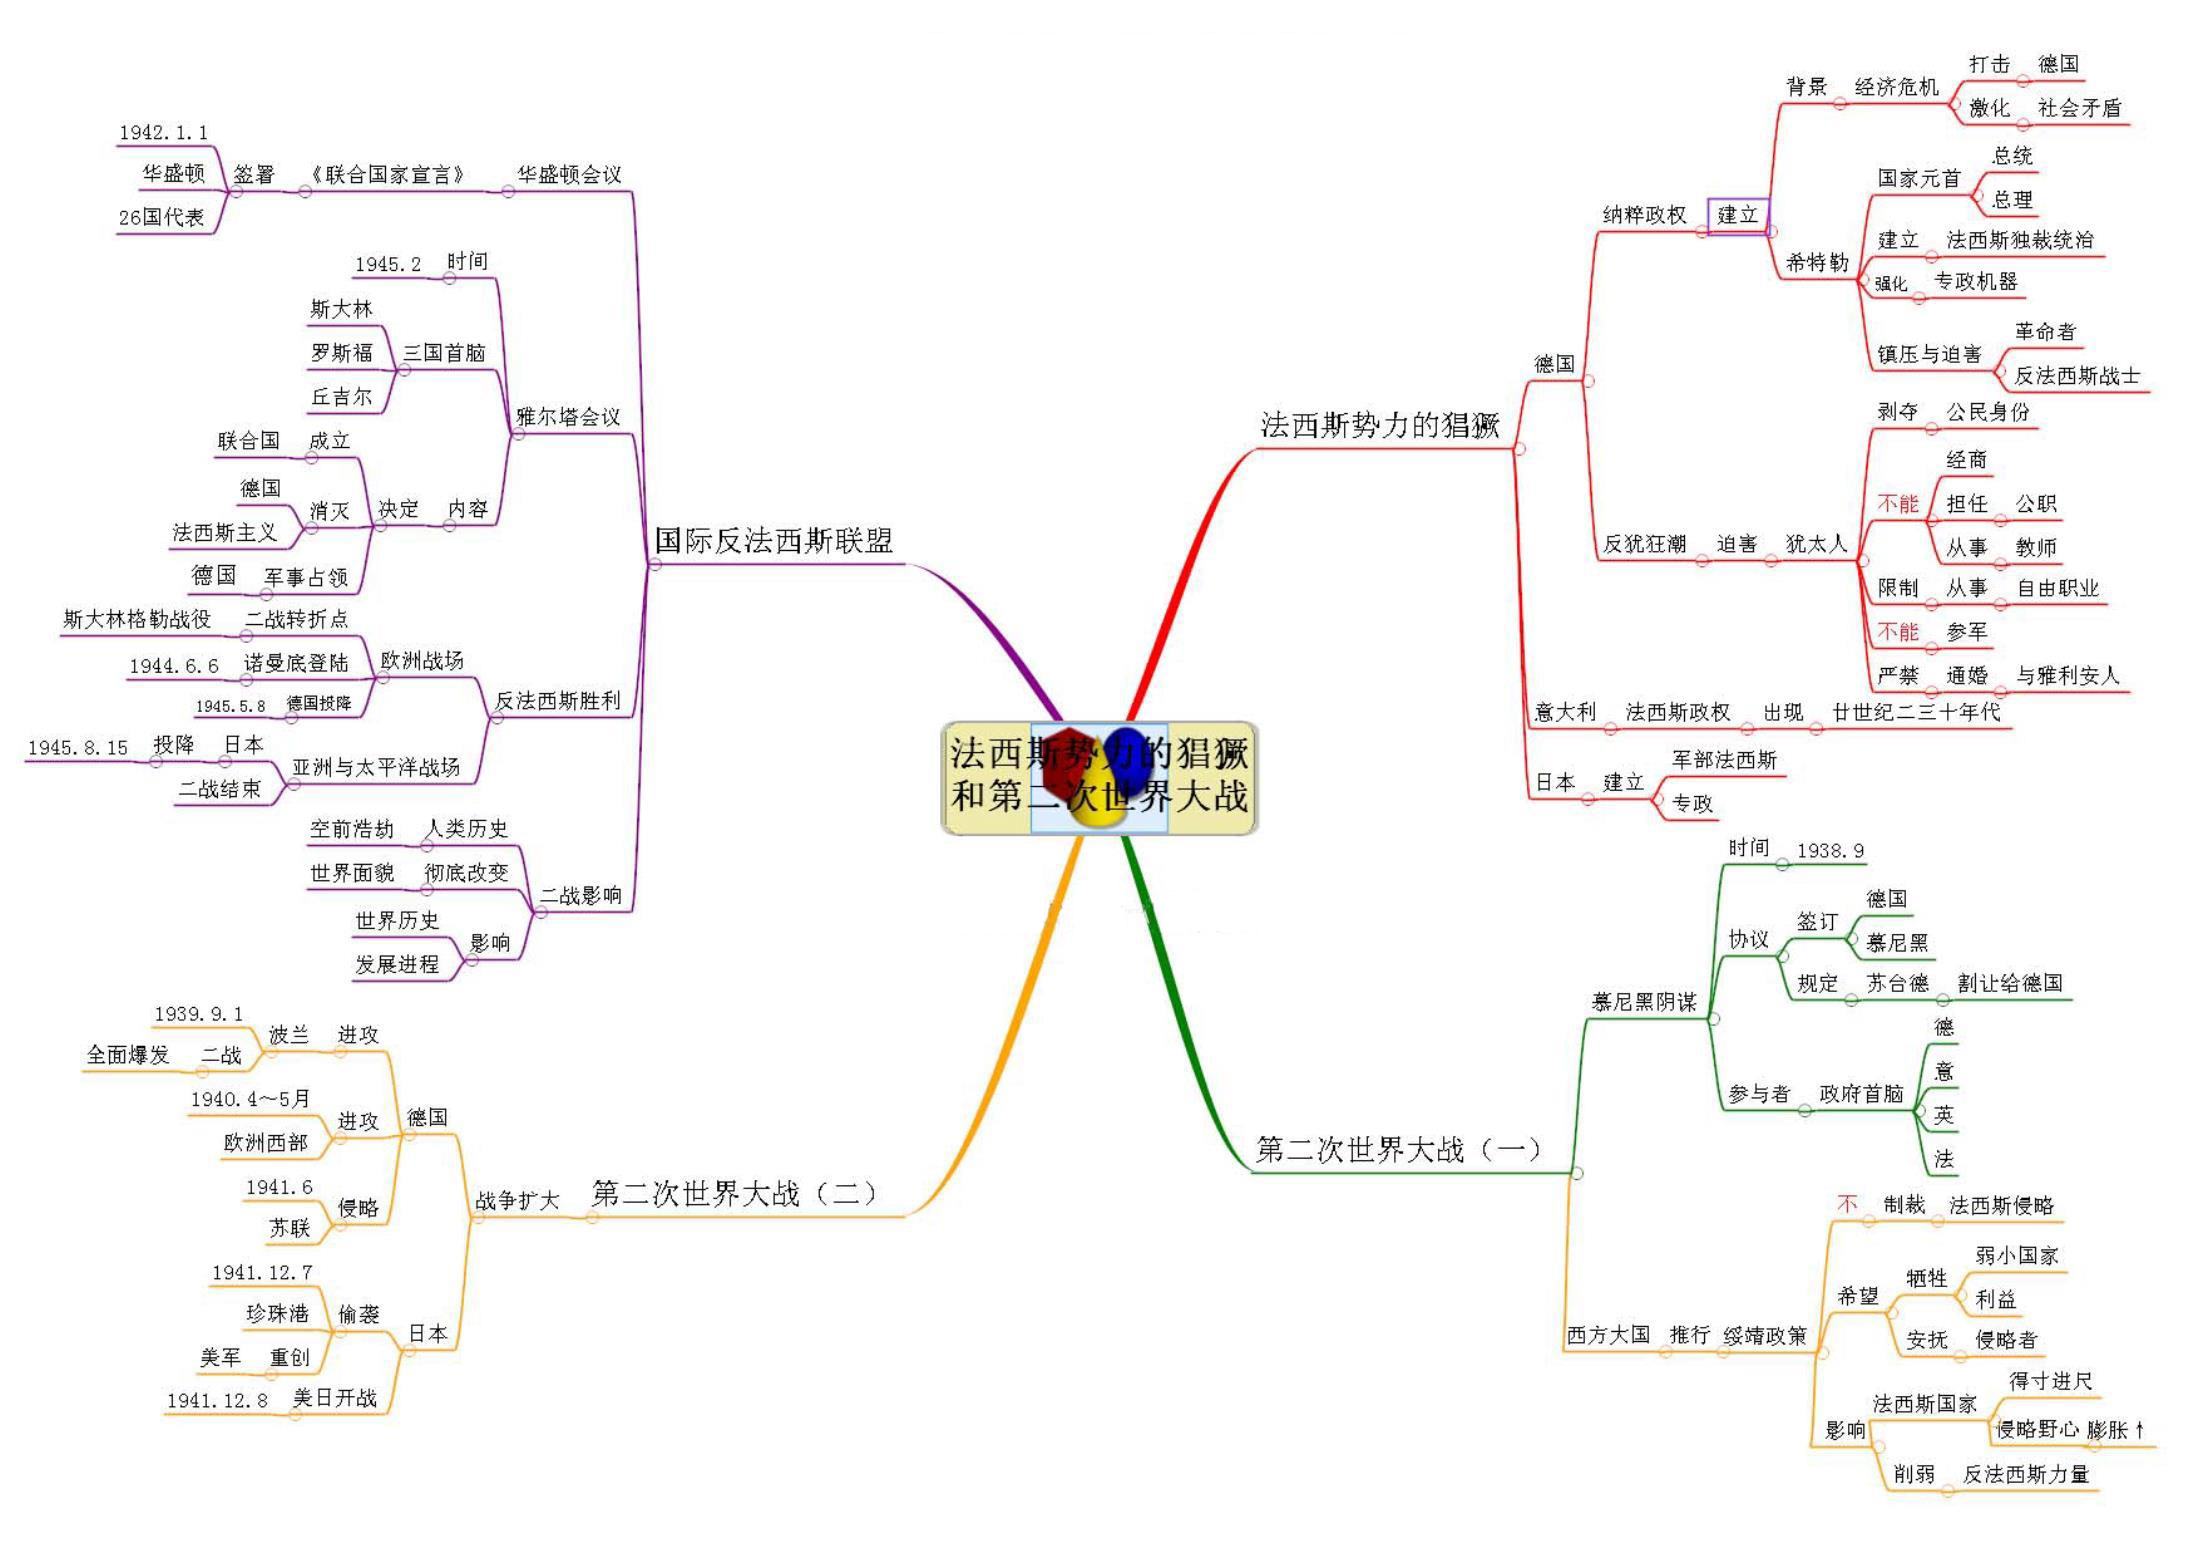 法西斯势力的猖獗
和第二次世界大战
法西斯势力的猖獗
德国
纳粹政权
建立
背景
经济危机
打击
德国
激化
社会矛盾
希特勒
国家元首
总统
总理
建立
法西斯独裁统治
强化
专政机器
镇压与迫害
革命者
反法西斯战士
反犹狂潮
迫害
犹太人
剥夺
公民身份
不能
经商
担任
公职
从事
教师
限制
从事
自由职业
不能
参军
严禁
通婚
与雅利安人
意大利
法西斯政权
出现
廿世纪二三十年代
日本
建立
军部法西斯
专政
第二次世界大战（一）
慕尼黑阴谋
时间
1938.9
协议
签订
德国
慕尼黑
规定
苏台德
割让给德国
参与者
政府首脑
德
意
英
法
西方大国
推行
绥靖政策
不
制裁
法西斯侵略
希望
牺牲
弱小国家
利益
安抚
侵略者
影响
法西斯国家
得寸进尺
侵略野心
膨胀↑
削弱
反法西斯力量
第二次世界大战（二）
战争扩大
德国
进攻
波兰
1939.9.1
二战
全面爆发
进攻
1940.4～5月
欧洲西部
侵略
1941.6
苏联
日本
偷袭
1941.12.7
珍珠港
重创
美军
美日开战
1941.12.8
国际反法西斯联盟
华盛顿会议
《联合国家宣言》
签署
1942.1.1
华盛顿
26国代表
雅尔塔会议
时间
1945.2
三国首脑
斯大林
罗斯福
丘吉尔
内容
决定
成立
联合国
消灭
德国
法西斯主义
军事占领
德国
反法西斯胜利
欧洲战场
二战转折点
斯大林格勒战役
诺曼底登陆
1944.6.6
德国投降
1945.5.8
亚洲与太平洋战场
日本
投降
1945.8.15
二战结束
二战影响
人类历史
空前浩劫
彻底改变
世界面貌
影响
世界历史
发展进程